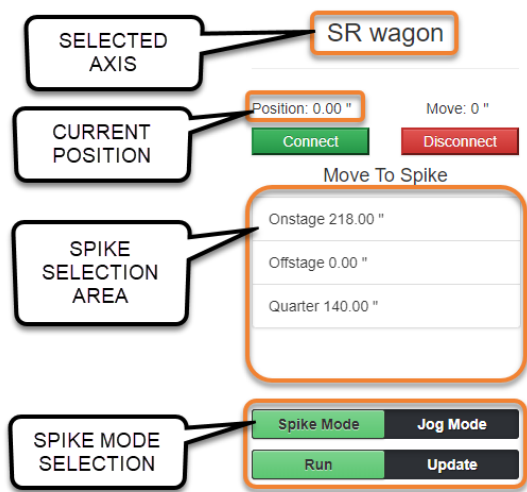 SELECTED
AXIS
SR wagon
CURRENT
POSITION
Position: 0.00 "
Move: 0 "
Connect
Disconnect
Move To Spike
SPIKE
SELECTION
AREA
Onstage 218.00 "
Offstage 0.00 "
Quarter 140.00 "
SPIKE MODE
SELECTION
Spike Mode
Jog Mode
Run
Update